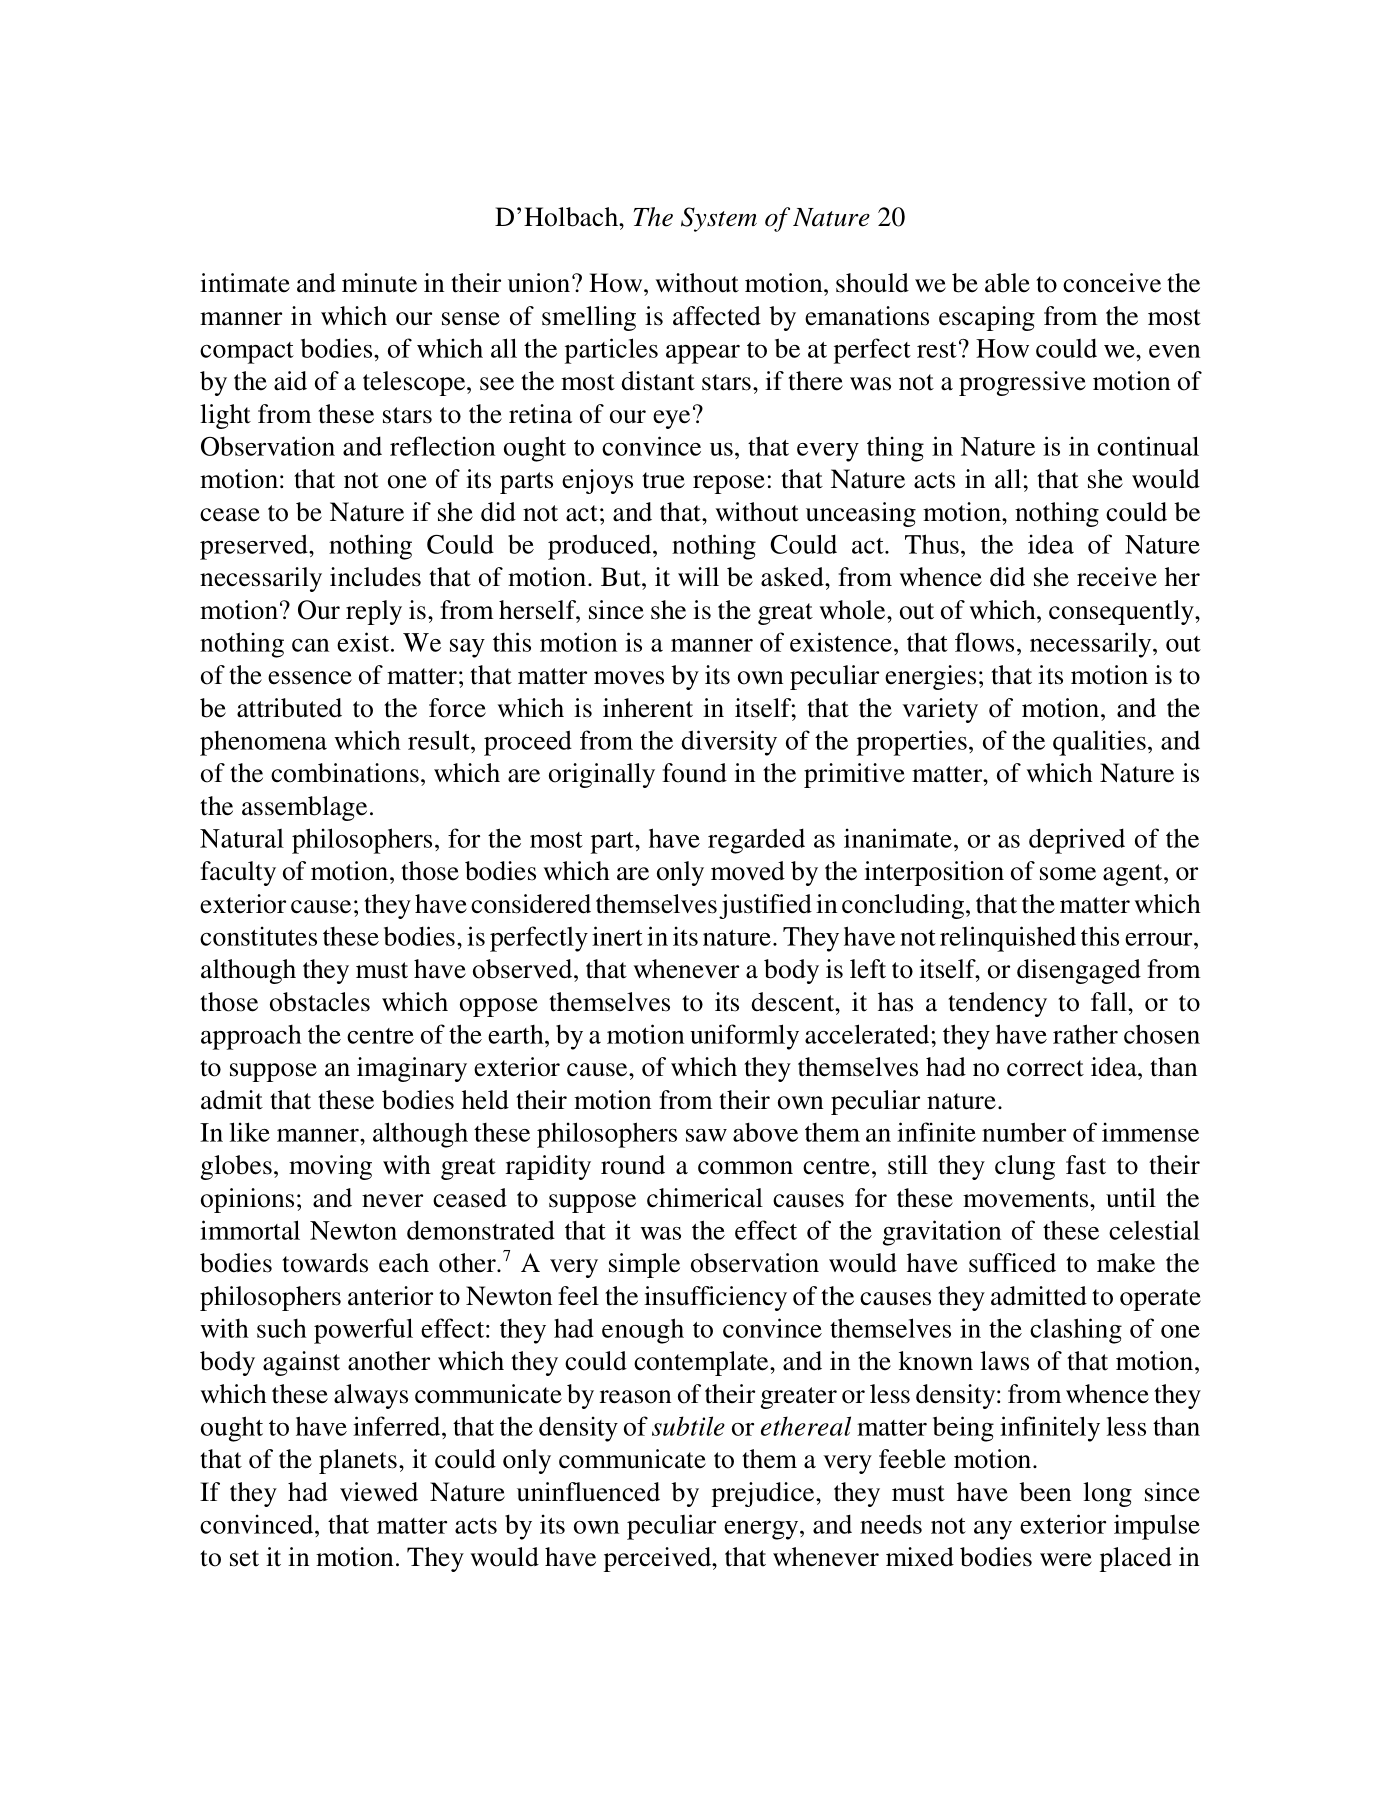 D’Holbach, The System of Nature 20
intimate and minute in their union? How, without motion, should we be able to conceive the
manner in which our sense of smelling is affected by emanations escaping from the most
compact bodies, of which all the particles appear to be at perfect rest? How could we, even
by the aid of a telescope, see the most distant stars, if there was not a progressive motion of
light from these stars to the retina of our eye?
Observation and reflection ought to convince us, that every thing in Nature is in continual
motion: that not one of its parts enjoys true repose: that Nature acts in all; that she would
cease to be Nature if she did not act; and that, without unceasing motion, nothing could be
preserved, nothing Could be produced, nothing Could act. Thus, the idea of Nature
necessarily includes that of motion. But, it will be asked, from whence did she receive her
motion? Our reply is, from herself, since she is the great whole, out of which, consequently,
nothing can exist. We say this motion is a manner of existence, that flows, necessarily, out
of the essence of matter; that matter moves by its own peculiar energies; that its motion is to
be attributed to the force which is inherent in itself; that the variety of motion, and the
phenomena which result, proceed from the diversity of the properties, of the qualities, and
of the combinations, which are originally found in the primitive matter, of which Nature is
the assemblage.
Natural philosophers, for the most part, have regarded as inanimate, or as deprived of the
faculty of motion, those bodies which are only moved by the interposition of some agent, or
exterior cause; they have considered themselves justified in concluding, that the matter which
constitutes these bodies, is perfectly inert in its nature. They have not relinquished this errour,
although they must have observed, that whenever a body is left to itself, or disengaged from
those obstacles which oppose themselves to its descent, it has a tendency to fall, or to
approach the centre of the earth, by a motion uniformly accelerated; they have rather chosen
to suppose an imaginary exterior cause, of which they themselves had no correct idea, than
admit that these bodies held their motion from their own peculiar nature.
In like manner, although these philosophers saw above them an infinite number of immense
globes, moving with great rapidity round a common centre, still they clung fast to their
opinions; and never ceased to suppose chimerical causes for these movements, until the
immortal Newton demonstrated that it was the effect of the gravitation of these celestial
bodies towards each other.7 A very simple observation would have sufficed to make the
philosophers anterior to Newton feel the insufficiency of the causes they admitted to operate
with such powerful effect: they had enough to convince themselves in the clashing of one
body against another which they could contemplate, and in the known laws of that motion,
which these always communicate by reason of their greater or less density: from whence they
ought to have inferred, that the density of subtile or ethereal matter being infinitely less than
that of the planets, it could only communicate to them a very feeble motion.
If they had viewed Nature uninfluenced by prejudice, they must have been long since
convinced, that matter acts by its own peculiar energy, and needs not any exterior impulse
to set it in motion. They would have perceived, that whenever mixed bodies were placed in